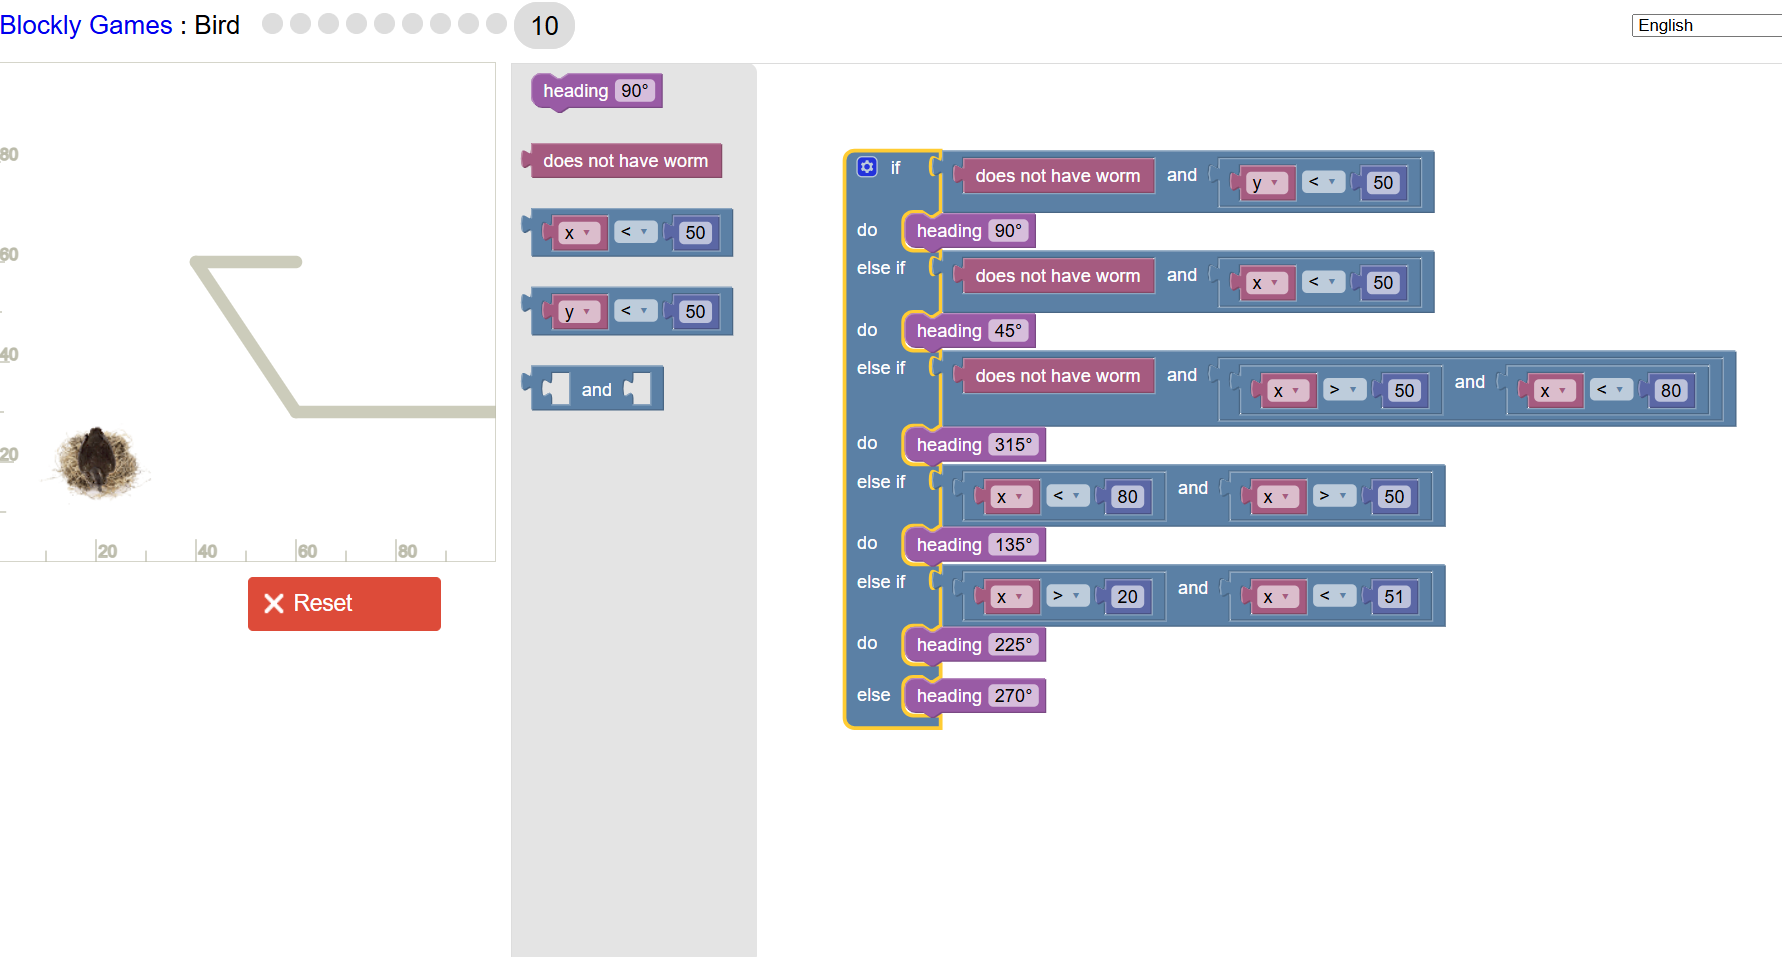 Blockly Games : Bird 10
English
80
60
40
20
20 40 60 80
Reset
heading 90°
does not have worm
x < 50
y < 50
and
if does not have worm and y < 50
do heading 90°
else if does not have worm and x < 50
do heading 45°
else if does not have worm and x > 50 and x < 80
do heading 315°
else if x < 80 and x > 50
do heading 135°
else if x > 20 and x < 51
do heading 225°
else heading 270°